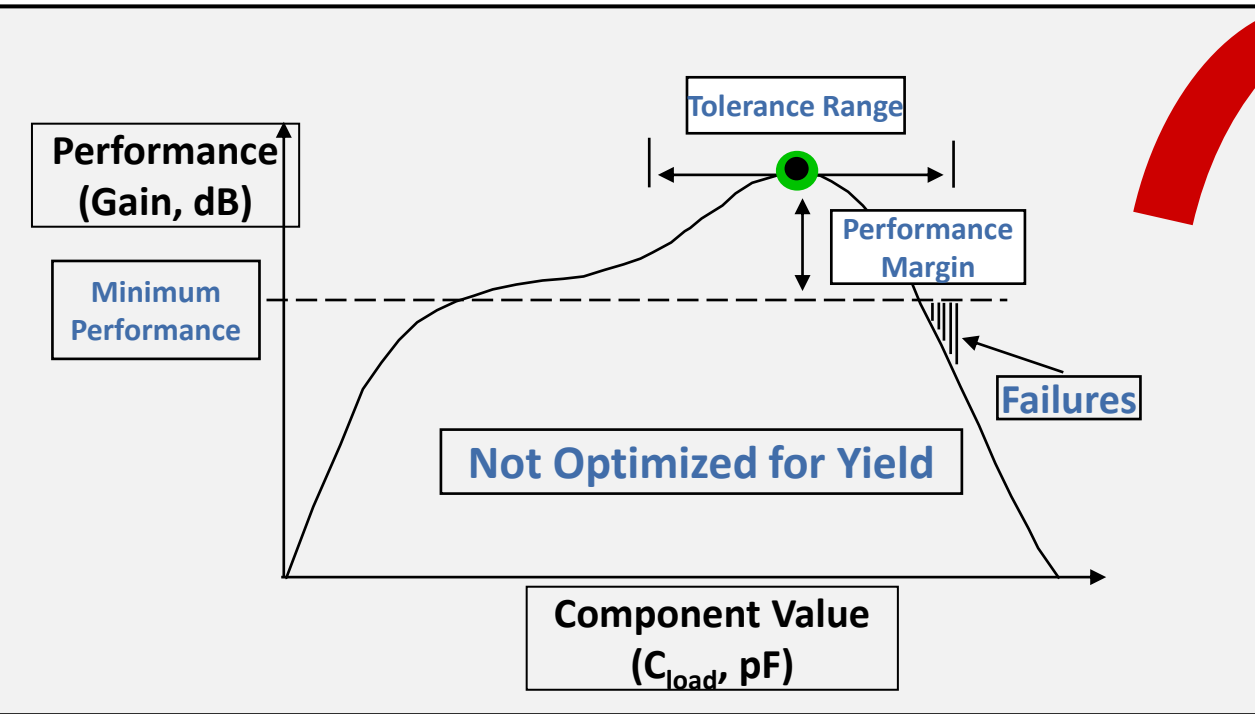 Tolerance Range
Performance
(Gain, dB)
Performance
Margin
Minimum
Performance
Failures
Not Optimized for Yield
Component Value
(Cload, pF)